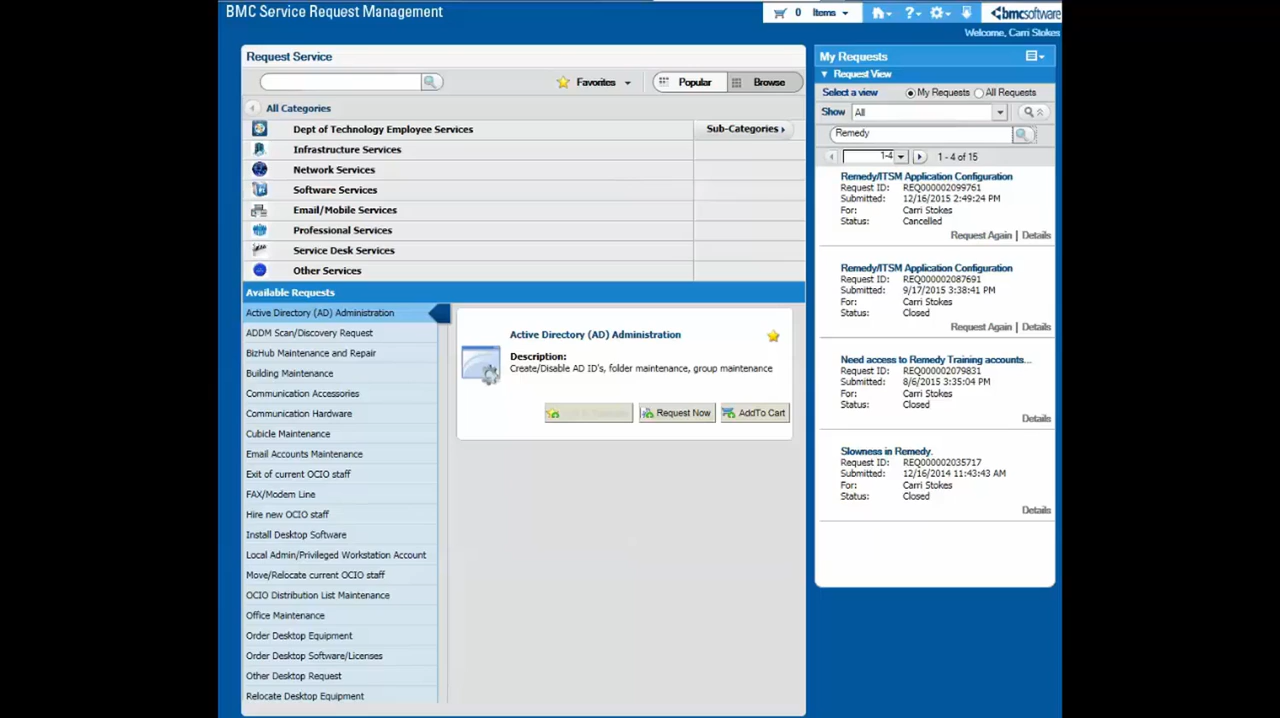 BMC Service Request Management
0 Items
bmcsoftware
Welcome, Carri Stokes
Request Service
Favorites
Popular
Browse
All Categories
Dept of Technology Employee Services
Sub-Categories
Infrastructure Services
Network Services
Software Services
Email/Mobile Services
Professional Services
Service Desk Services
Other Services
Available Requests
Active Directory (AD) Administration
ADDM Scan/Discovery Request
BizHub Maintenance and Repair
Building Maintenance
Communication Accessories
Communication Hardware
Cubicle Maintenance
Email Accounts Maintenance
Exit of current OCIO staff
FAX/Modem Line
Hire new OCIO staff
Install Desktop Software
Local Admin/Privileged Workstation Account
Move/Relocate current OCIO staff
OCIO Distribution List Maintenance
Office Maintenance
Order Desktop Equipment
Order Desktop Software/Licenses
Other Desktop Request
Relocate Desktop Equipment
Active Directory (AD) Administration
Description:
Create/Disable AD ID's, folder maintenance, group maintenance
Request Now
AddTo Cart
My Requests
Request View
Select a view My Requests All Requests
Show All
Remedy
1-4 1 - 4 of 15
Remedy/ITSM Application Configuration
Request ID: REQ000002099761
Submitted: 12/16/2015 2:49:24 PM
For: Carri Stokes
Status: Cancelled
Request Again | Details
Remedy/ITSM Application Configuration
Request ID: REQ000002087691
Submitted: 9/17/2015 3:38:41 PM
For: Carri Stokes
Status: Closed
Request Again | Details
Need access to Remedy Training accounts...
Request ID: REQ000002079831
Submitted: 8/6/2015 3:35:04 PM
For: Carri Stokes
Status: Closed
Details
Slowness in Remedy.
Request ID: REQ000002035717
Submitted: 12/16/2014 11:43:43 AM
For: Carri Stokes
Status: Closed
Details